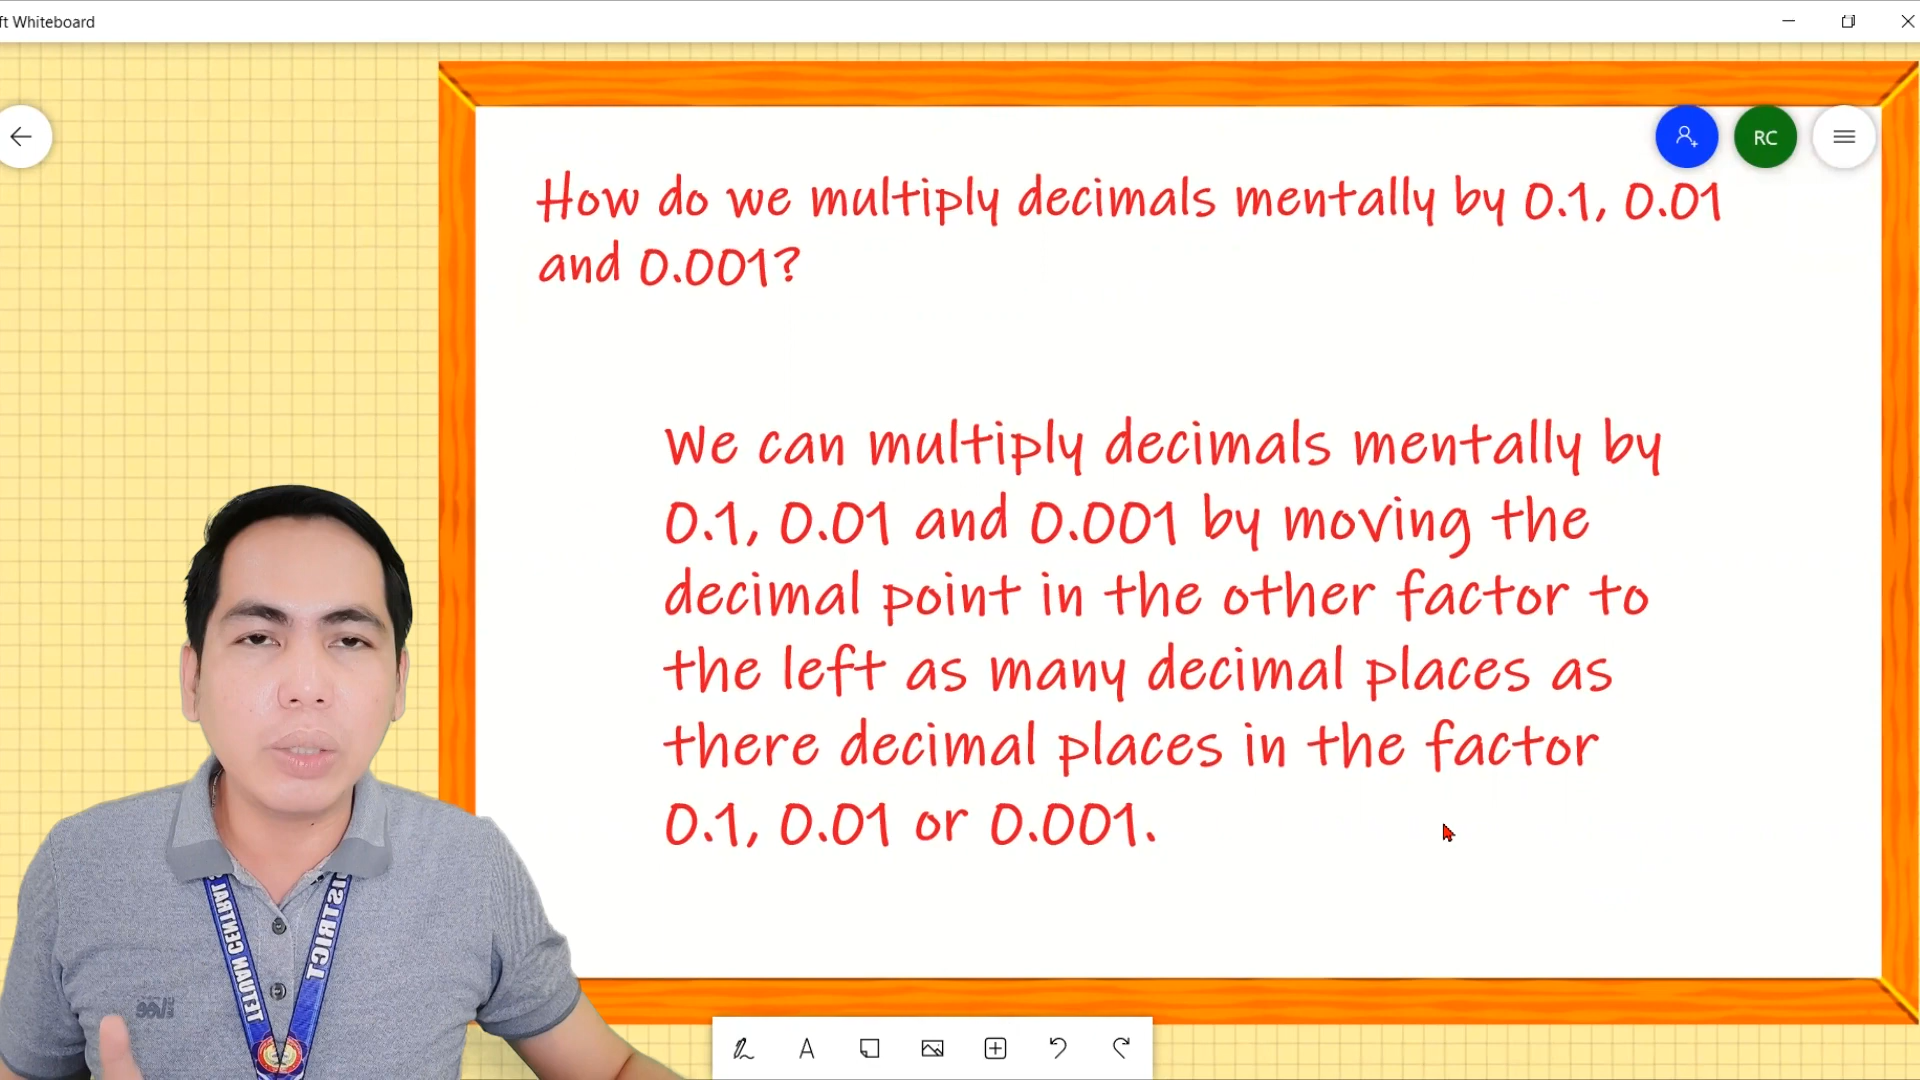 ft Whiteboard
RC
How do we multiply decimals mentally by 0.1, 0.01
and 0.001?
We can multiply decimals mentally by
0.1, 0.01 and 0.001 by moving the
decimal point in the other factor to
the left as many decimal places as
there decimal places in the factor
0.1, 0.01 or 0.001.
TETUAN CENTRAL
ISTRICT
A